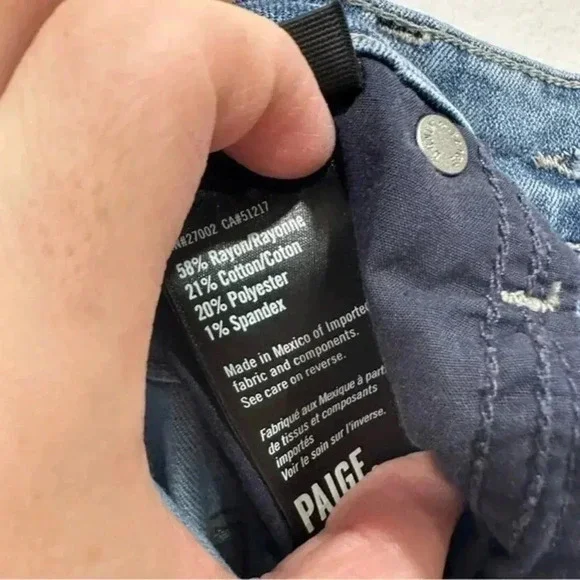 N#27002 CA#51217
58% Rayon/Rayonne
21% Cotton/Coton
20% Polyester
1% Spandex
Made in Mexico of Imported
fabric and components.
See care on reverse.
Fabriqué aux Mexique à parti
de tissus et composants
importés
Voir le soin sur l'inverse.
PAIGE